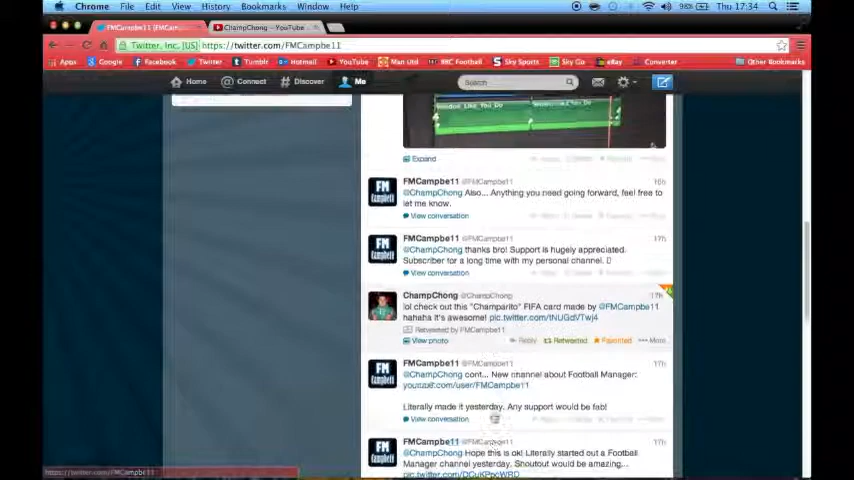 Chrome File Edit View History Bookmarks Window Help 98% Thu 17:34
FMCampbe11 (FMCam... ChampChong – YouTube
Twitter, Inc. [US] https://twitter.com/FMCampbe11
Apps Google Facebook Twitter Tumblr Hotmail YouTube Man Utd BBC Football Sky Sports Sky Go eBay Converter Other Bookmarks
Home Connect Discover Me Search
Expand
FMCampbe11 @FMCampbe11 16h
@ChampChong Also... Anything you need going forward, feel free to
let me know.
View conversation
FMCampbe11 @FMCampbe11 17h
@ChampChong thanks bro! Support is hugely appreciated.
Subscriber for a long time with my personal channel.
View conversation
ChampChong @ChampChong 17h
lol check out this "Champarito" FIFA card made by @FMCampbe11
hahaha it's awesome! pic.twitter.com/tNUGdVTwj4
Retweeted by FMCampbe11
View photo Reply Retweeted Favorited More
FMCampbe11 @FMCampbe11 17h
@ChampChong cont... New channel about Football Manager:
youtube.com/user/FMCampbe11
Literally made it yesterday. Any support would be fab!
View conversation
FMCampbe11 @FMCampbe11 17h
@ChampChong Hope this is ok! Literally started out a Football
Manager channel yesterday. Shoutout would be amazing...
https://twitter.com/FMCampbe11